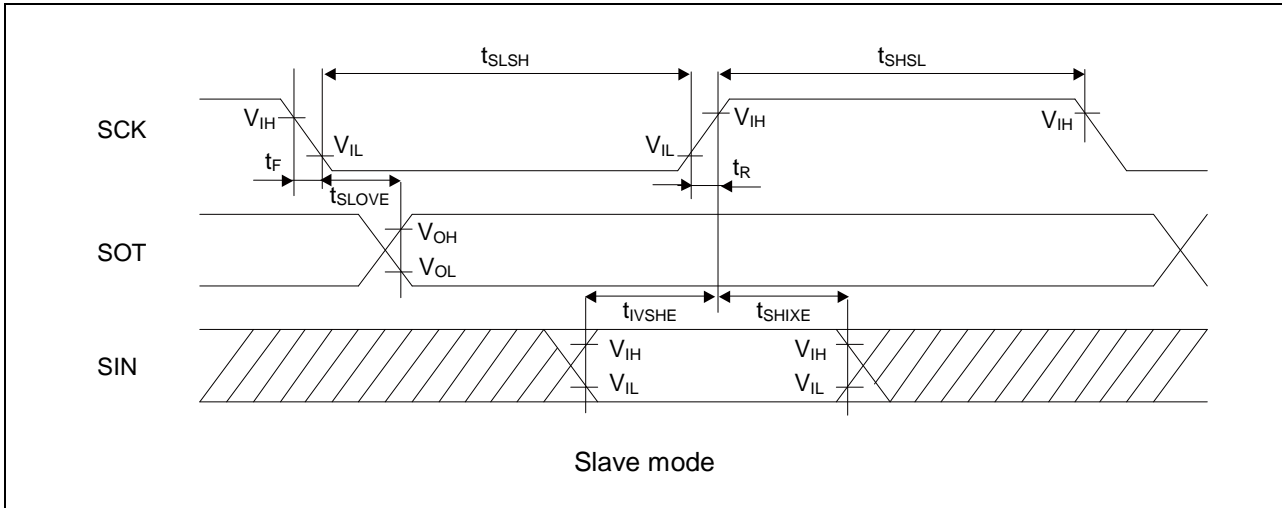 tSLSH
tSHSL
SCK
VIH
VIL
VIL
VIH
VIH
tF
tR
tSLOVE
SOT
VOH
VOL
tIVSHE
tSHIXE
SIN
VIH
VIH
VIL
VIL
Slave mode